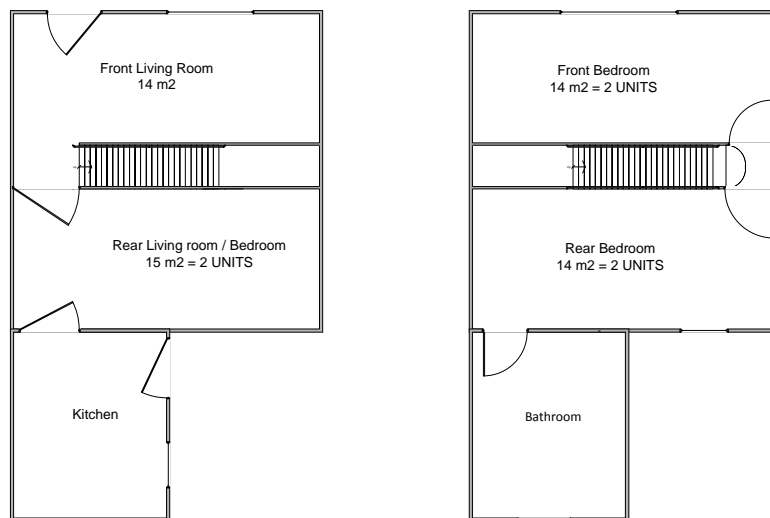 Front Living Room
14 m2
Rear Living room / Bedroom
15 m2 = 2 UNITS
Kitchen
Front Bedroom
14 m2 = 2 UNITS
Rear Bedroom
14 m2 = 2 UNITS
Bathroom